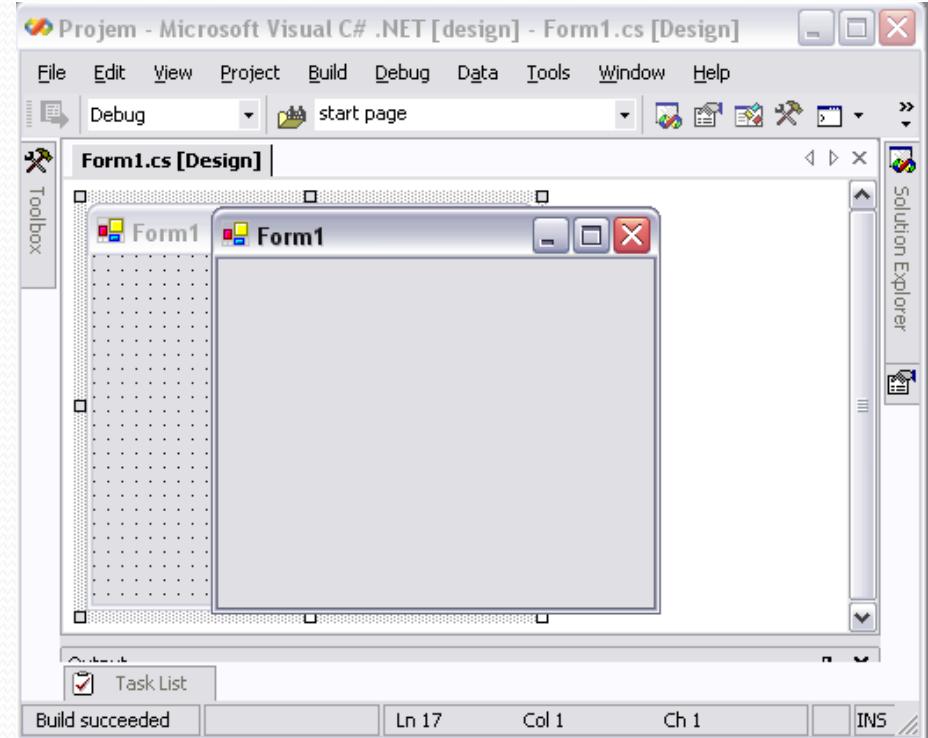 Projem - Microsoft Visual C# .NET [design] - Form1.cs [Design]
File Edit View Project Build Debug Data Tools Window Help
Debug start page
Form1.cs [Design]
Toolbox
Solution Explorer
Form1
Form1
Output
Task List
Build succeeded Ln 17 Col 1 Ch 1 INS